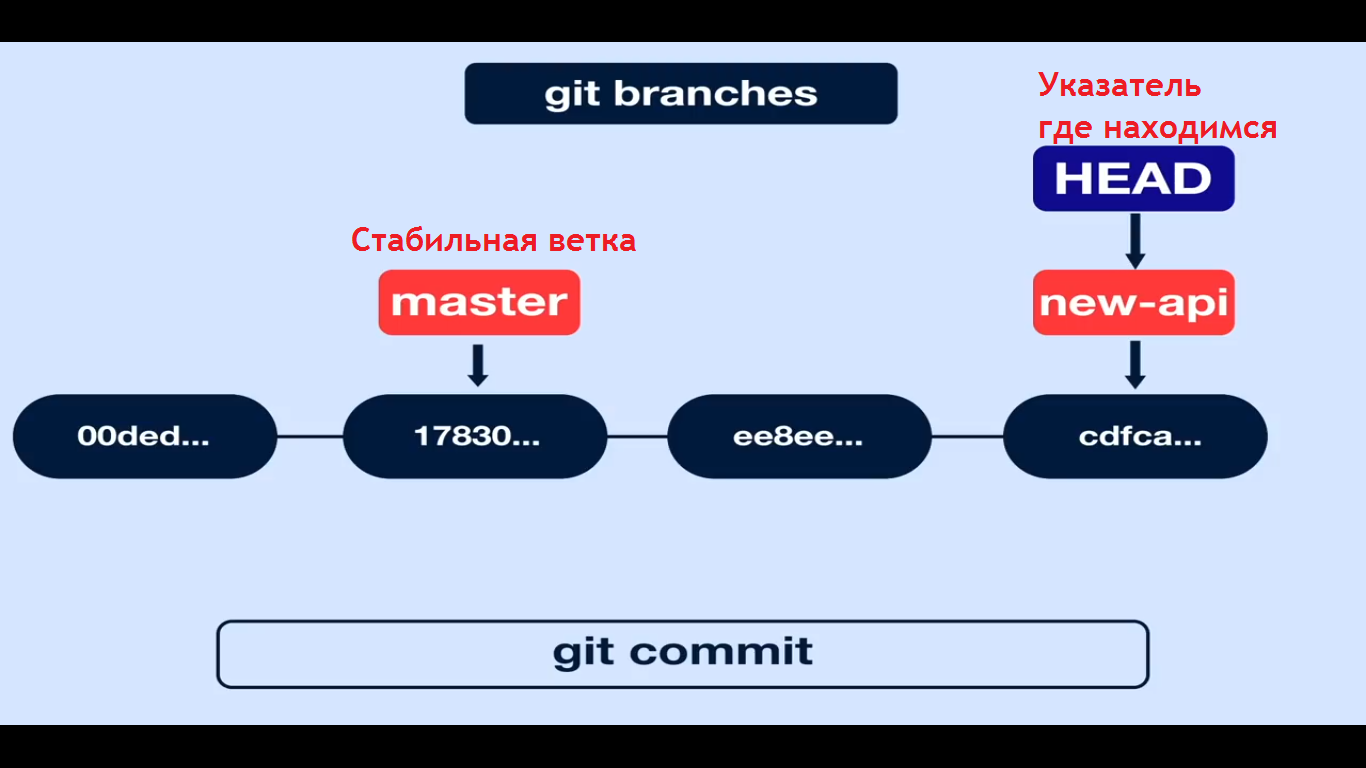 git branches
Указатель
где находимся
HEAD
Стабильная ветка
master
new-api
00ded...
17830...
ee8ee...
cdfca...
git commit